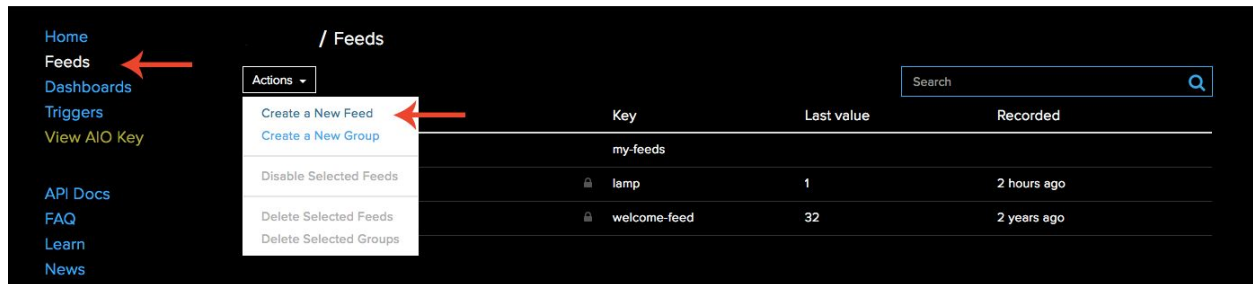 Home
Feeds
Dashboards
Triggers
View AIO Key
API Docs
FAQ
Learn
News
/ Feeds
Actions
Search
Create a New Feed
Create a New Group
Disable Selected Feeds
Delete Selected Feeds
Delete Selected Groups
Key Last value Recorded
my-feeds
lamp 1 2 hours ago
welcome-feed 32 2 years ago